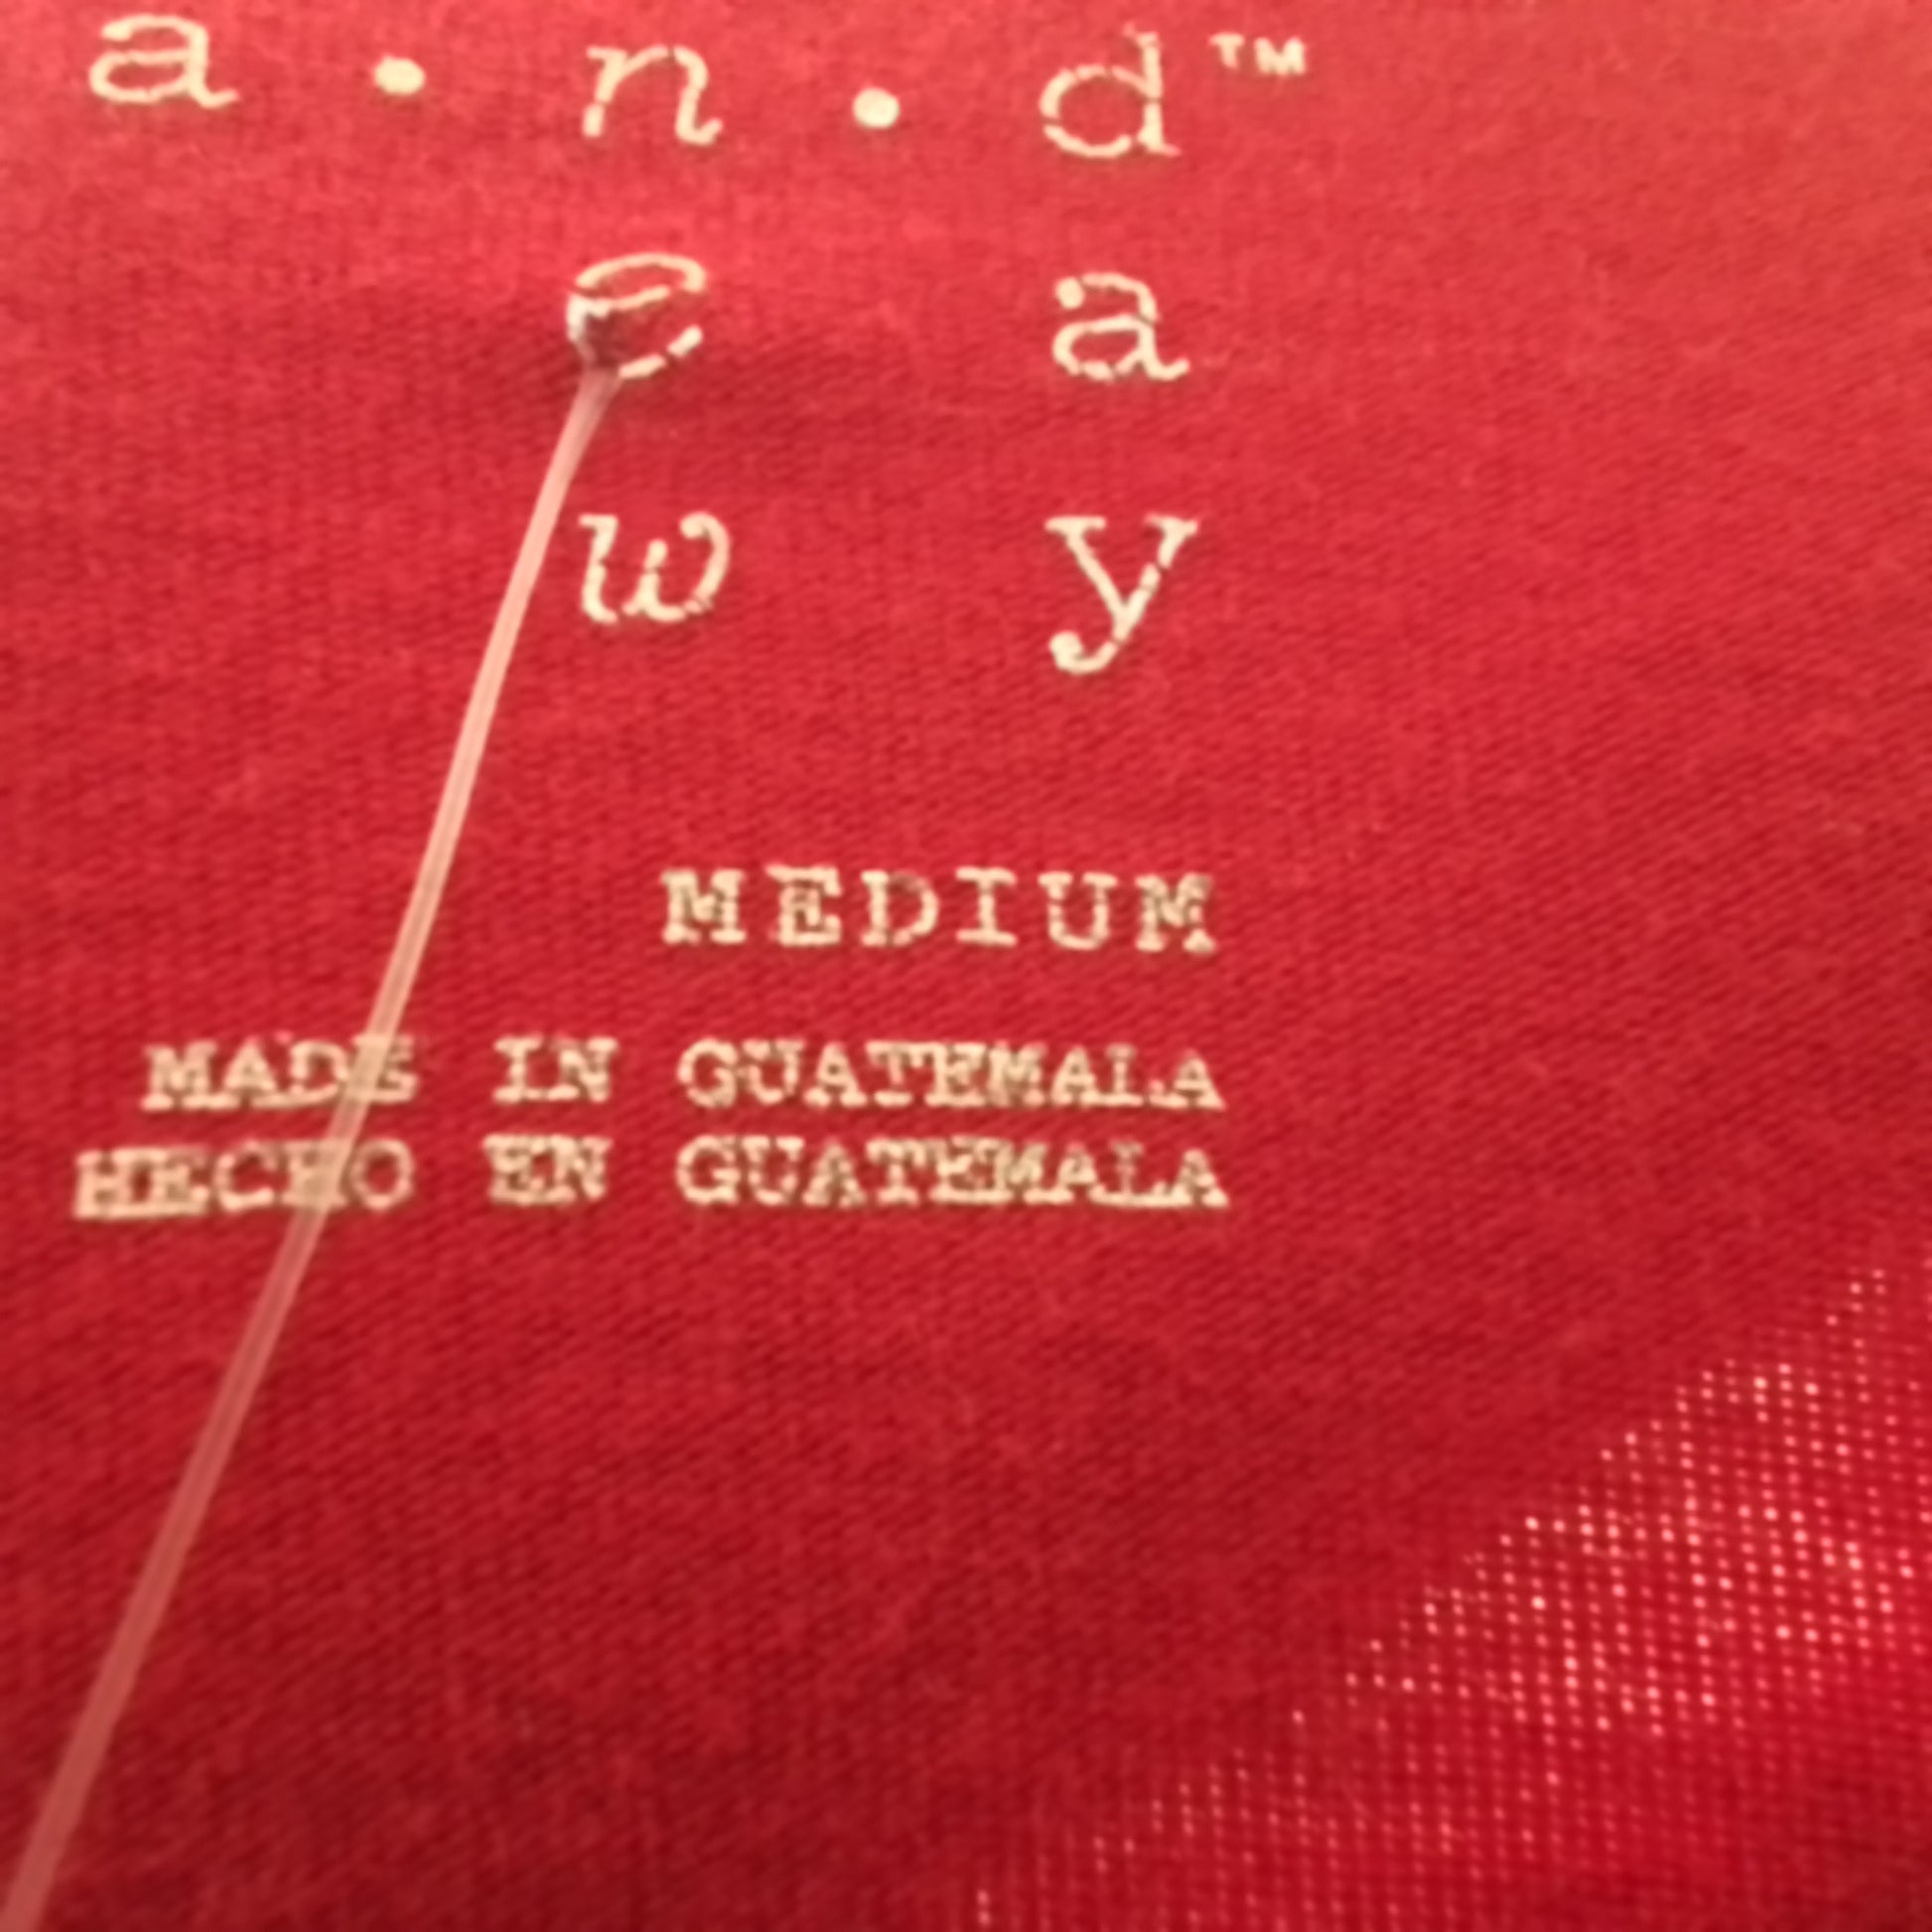 a • n • d™
e a
w y
MEDIUM
MADE IN GUATEMALA
HECHO EN GUATEMALA